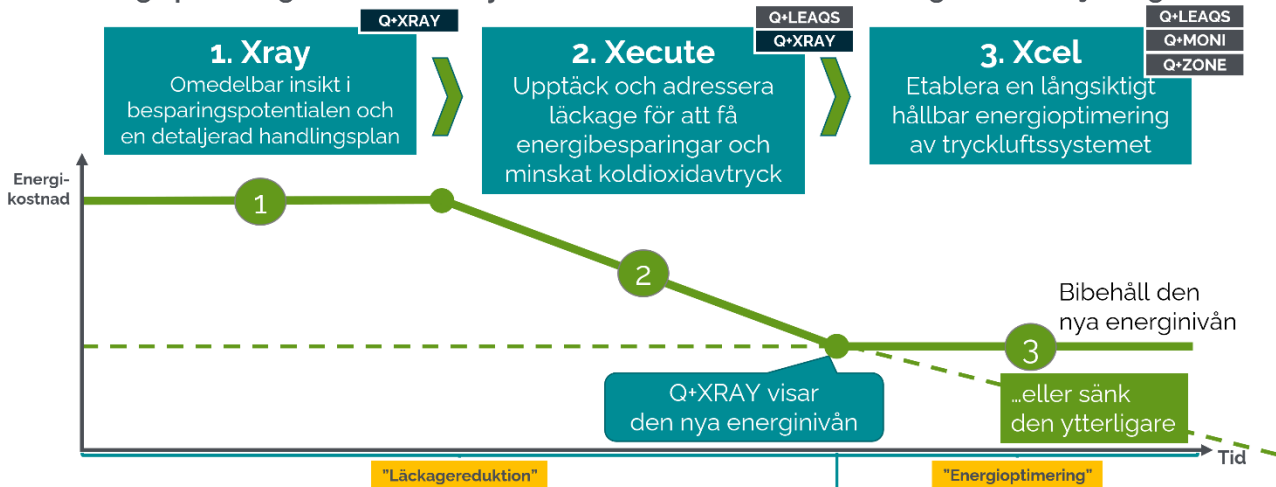 Q+XRAY
1. Xray
Omedelbar insikt i
besparingspotentialen och
en detaljerad handlingsplan
Q+LEAQS
Q+XRAY
2. Xecute
Upptäck och adressera
läckage för att få
energibesparingar och
minskat koldioxidavtryck
Q+LEAQS
Q+MONI
Q+ZONE
3. Xcel
Etablera en långsiktigt
hållbar energioptimering
av tryckluftssystemet
Energi-
kostnad
1
2
3
Bibehåll den
nya energinivån
Q+XRAY visar
den nya energinivån
...eller sänk
den ytterligare
Tid
"Läckagereduktion"
"Energioptimering"